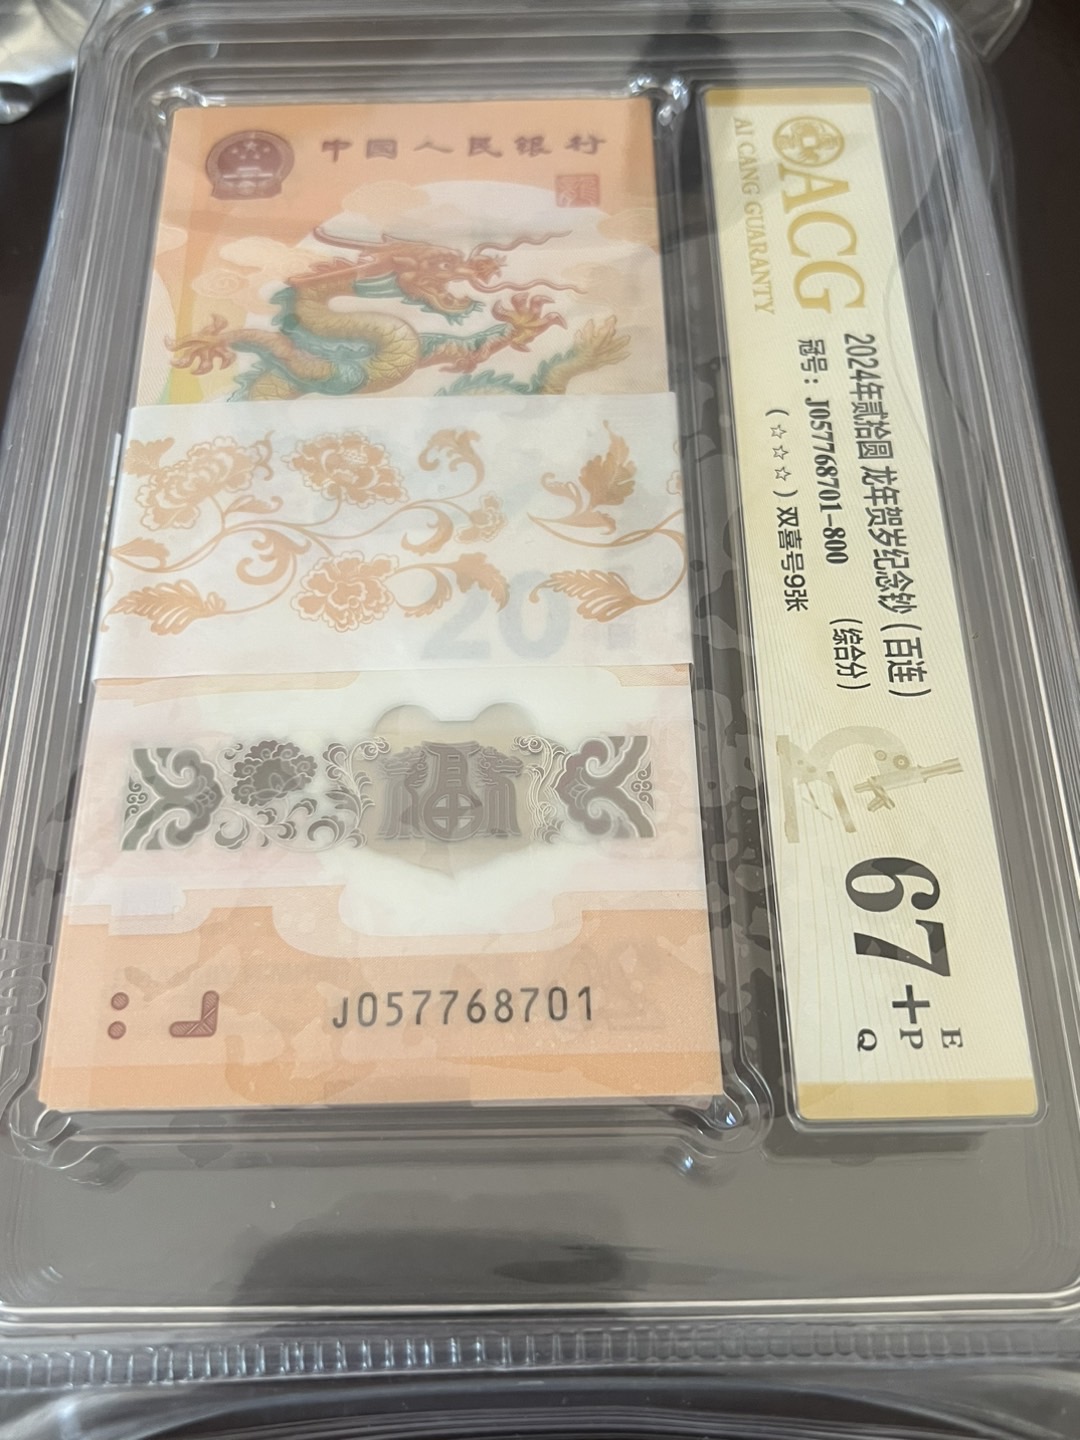 中国人民银行
201
福
J057768701
ACG
AI CANG GUARANTY
2024年贰拾圆 龙年贺岁纪念钞（百连）
冠号：J057768701-800 （综合分）
（☆☆☆）双喜号9张
67+
E
P
Q